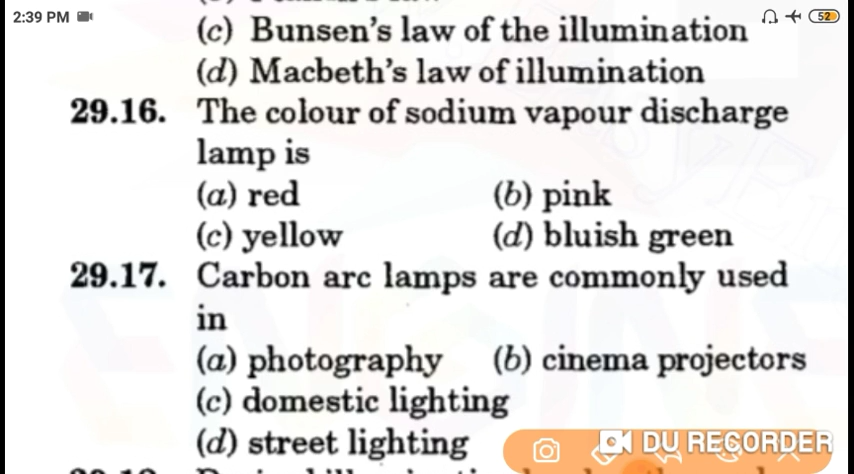 2:39 PM
52
(c) Bunsen's law of the illumination
(d) Macbeth's law of illumination
29.16. The colour of sodium vapour discharge
lamp is
(a) red (b) pink
(c) yellow (d) bluish green
29.17. Carbon arc lamps are commonly used
in
(a) photography (b) cinema projectors
(c) domestic lighting
(d) street lighting
DU RECORDER